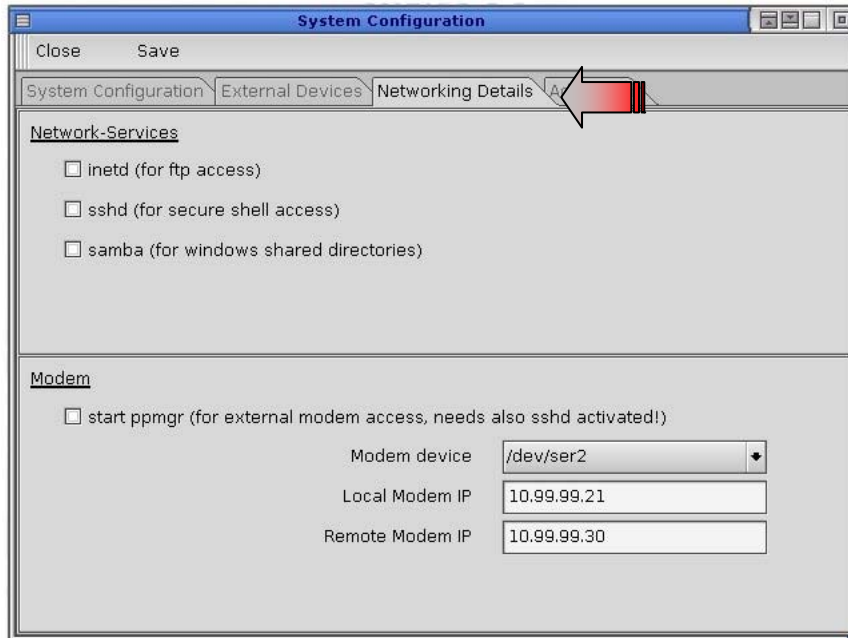 System Configuration
Close Save
System Configuration External Devices Networking Details
Network-Services
inetd (for ftp access)
sshd (for secure shell access)
samba (for windows shared directories)
Modem
start ppmgr (for external modem access, needs also sshd activated!)
Modem device /dev/ser2
Local Modem IP 10.99.99.21
Remote Modem IP 10.99.99.30